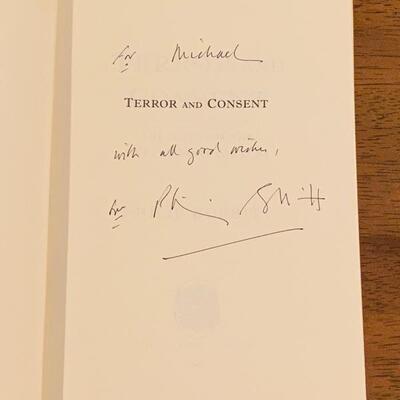 for Michael
TERROR AND CONSENT
with all good wishes,